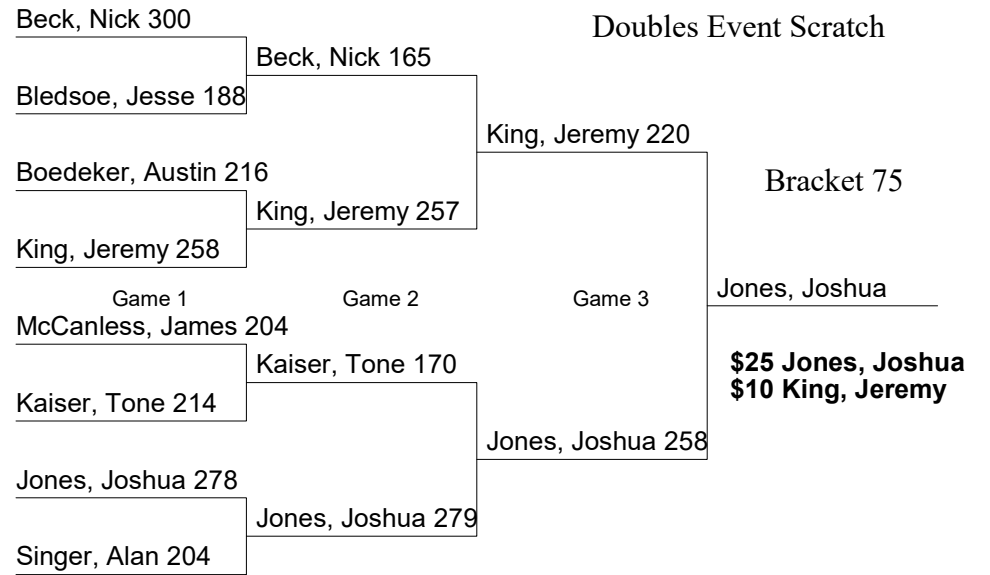 Beck, Nick 300
Doubles Event Scratch
Beck, Nick 165
Bledsoe, Jesse 188
King, Jeremy 220
Boedeker, Austin 216
Bracket 75
King, Jeremy 257
King, Jeremy 258
Game 1
Game 2
Game 3
Jones, Joshua
McCanless, James 204
Kaiser, Tone 170
$25 Jones, Joshua
$10 King, Jeremy
Kaiser, Tone 214
Jones, Joshua 258
Jones, Joshua 278
Jones, Joshua 279
Singer, Alan 204